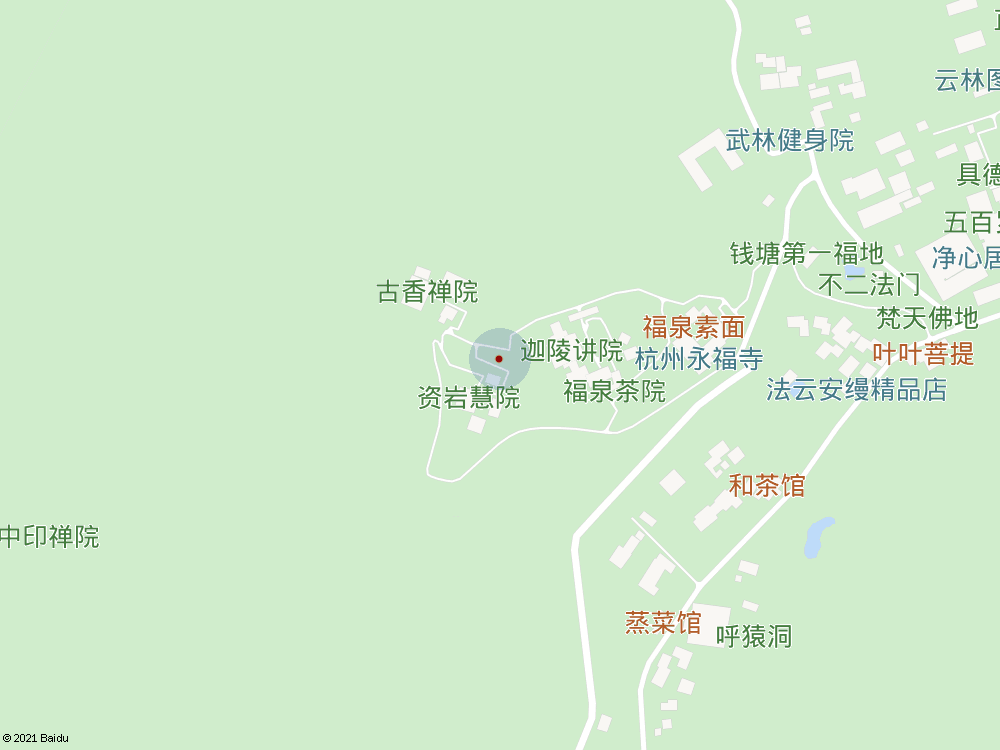 云林图
武林健身院
具德
五百罗
钱塘第一福地
净心居
不二法门
古香禅院
梵天佛地
福泉素面
迦陵讲院
杭州永福寺
叶叶菩提
资岩慧院
福泉茶院
法云安缦精品店
和茶馆
中印禅院
蒸菜馆
呼猿洞
© 2021 Baidu